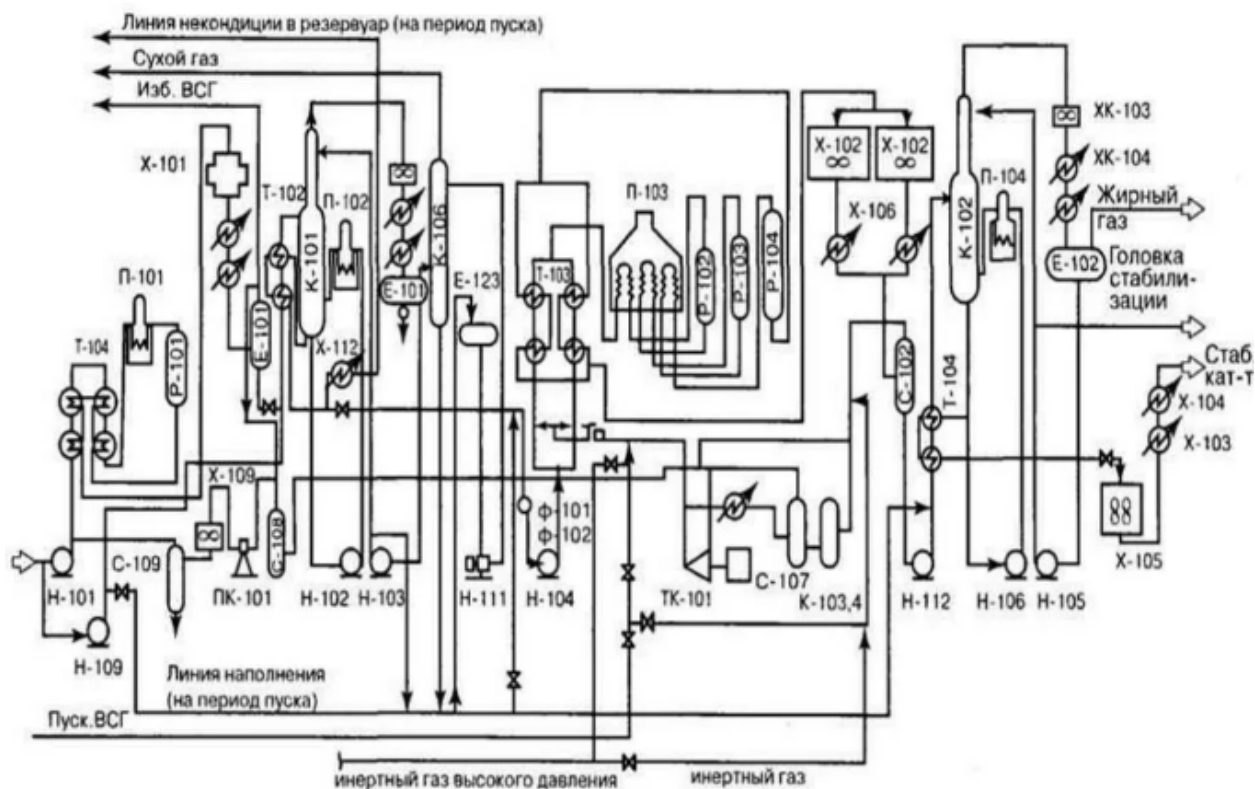 Линия некондиции в резервуар (на период пуска)
Сухой газ
Изб. ВСГ
Х-101
Т-102
П-102
К-101
К-106
Е-101
Е-123
П-101
Т-104
Р-101
Е-101
Х-112
Х-109
С-109
ПК-101
С-108
Н-101
Н-109
Н-102
Н-103
Н-111
Н-104
Ф-101
Ф-102
П-103
Т-103
Р-102
Р-103
Р-104
Х-102
Х-102
Х-106
С-102
Т-104
К-102
П-104
ХК-103
ХК-104
Жирный
газ
Е-102
Головка
стабили-
зации
Стаб.
кат-т
Х-104
Х-103
Х-105
С-107
ТК-101
К-103,4
Н-112
Н-106
Н-105
Линия наполнения
(на период пуска)
Пуск.ВСГ
инертный газ высокого давления
инертный газ